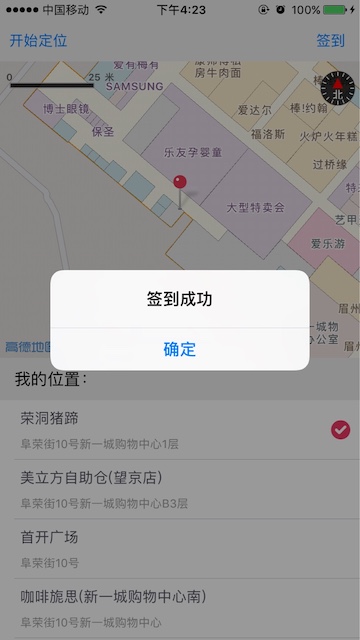 中国移动 下午4:23 100%
开始定位 签到
爱有梅有 康师傅私
0 25 米 SAMSUNG 房牛肉面
北
博士眼镜 爱达尔 棒!约翰
保圣 福洛斯 火炉火年糕
乐友孕婴童 过桥缘
大型特卖会 艺甲
爱乐游
签到成功
眉州
一城物
办公室
确定
高德地图
我的位置：
荣洞猪蹄
阜荣街10号新一城购物中心1层
美立方自助仓(望京店)
阜荣街10号新一城购物中心B3层
首开广场
阜荣街10号
咖啡旎思(新一城购物中心南)
阜荣街10号新一城购物中心